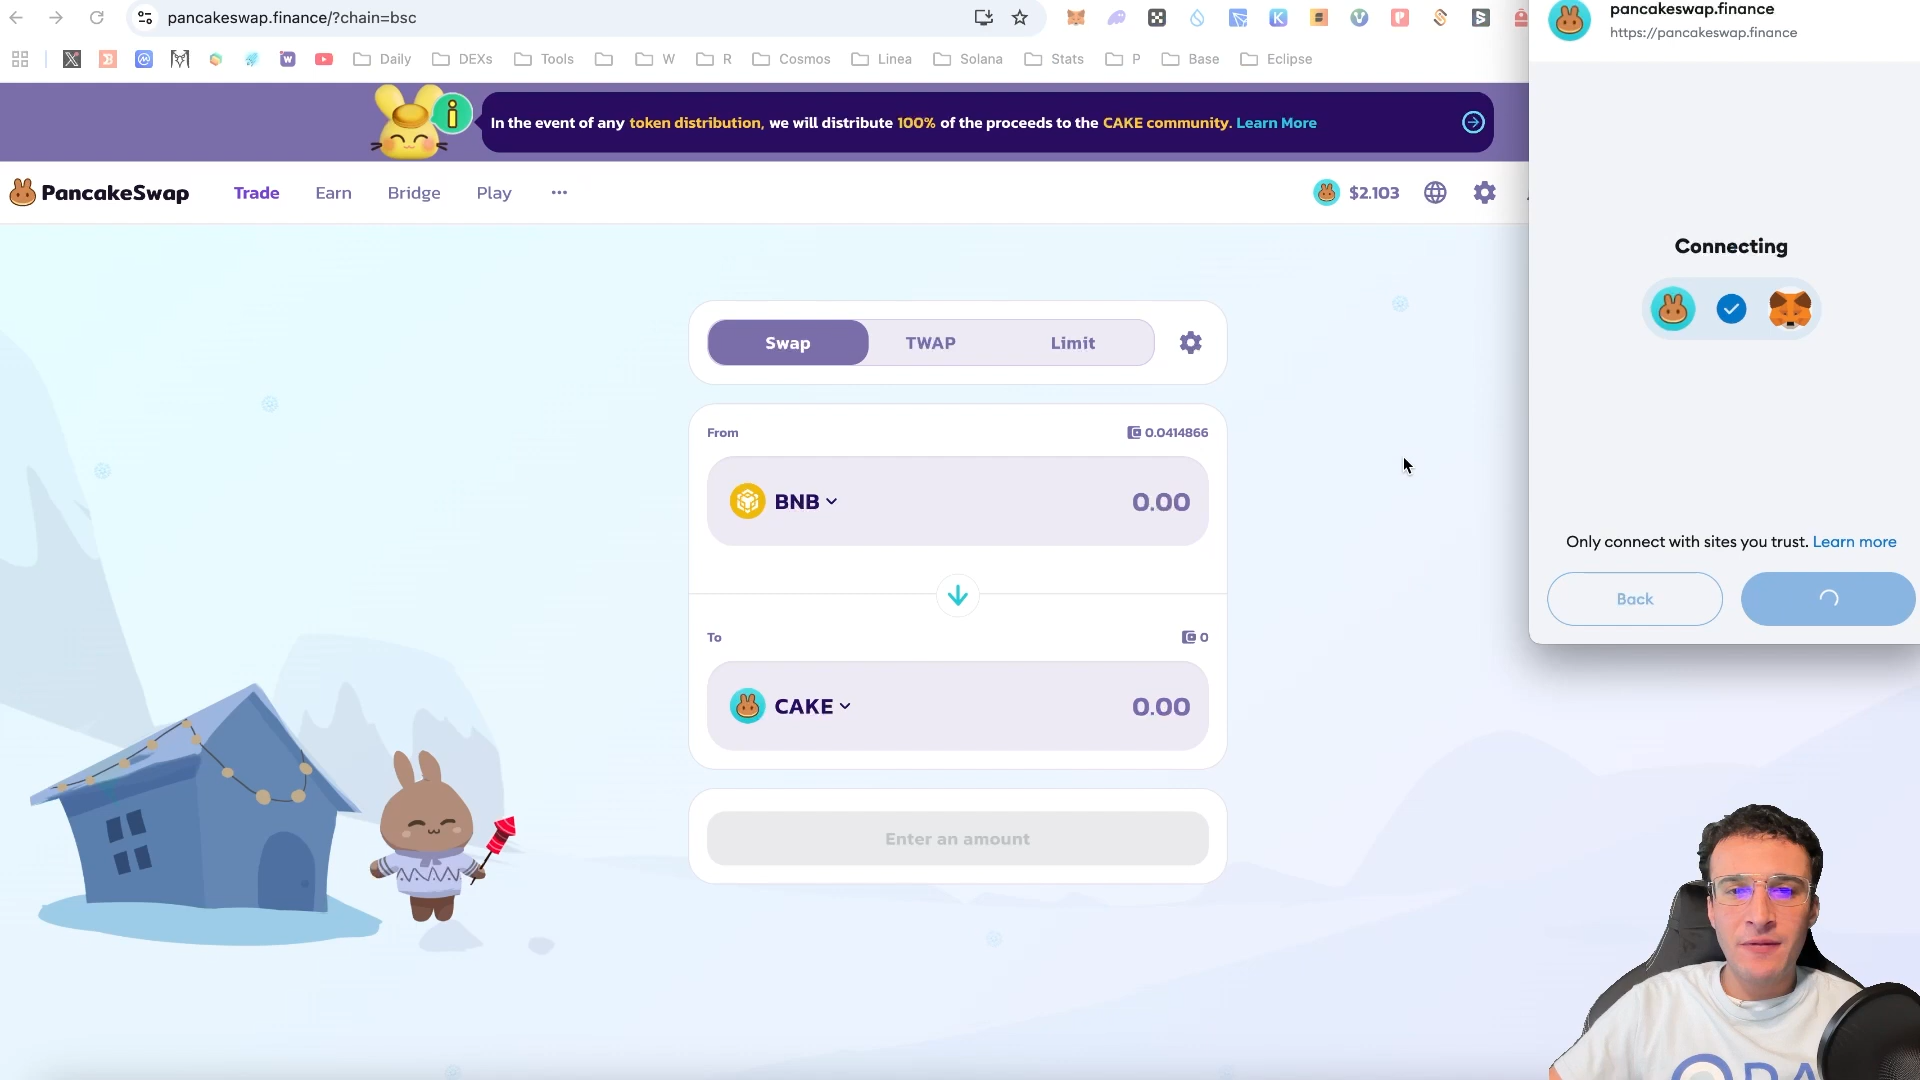 pancakeswap.finance/?chain=bsc
Daily
DEXs
Tools
W
R
Cosmos
Linea
Solana
Stats
P
Base
Eclipse
In the event of any token distribution, we will distribute 100% of the proceeds to the CAKE community. Learn More
PancakeSwap
Trade
Earn
Bridge
Play
$2.103
Swap
TWAP
Limit
From
0.0414866
BNB
0.00
To
0
CAKE
0.00
Enter an amount
pancakeswap.finance
https://pancakeswap.finance
Connecting
Only connect with sites you trust. Learn more
Back